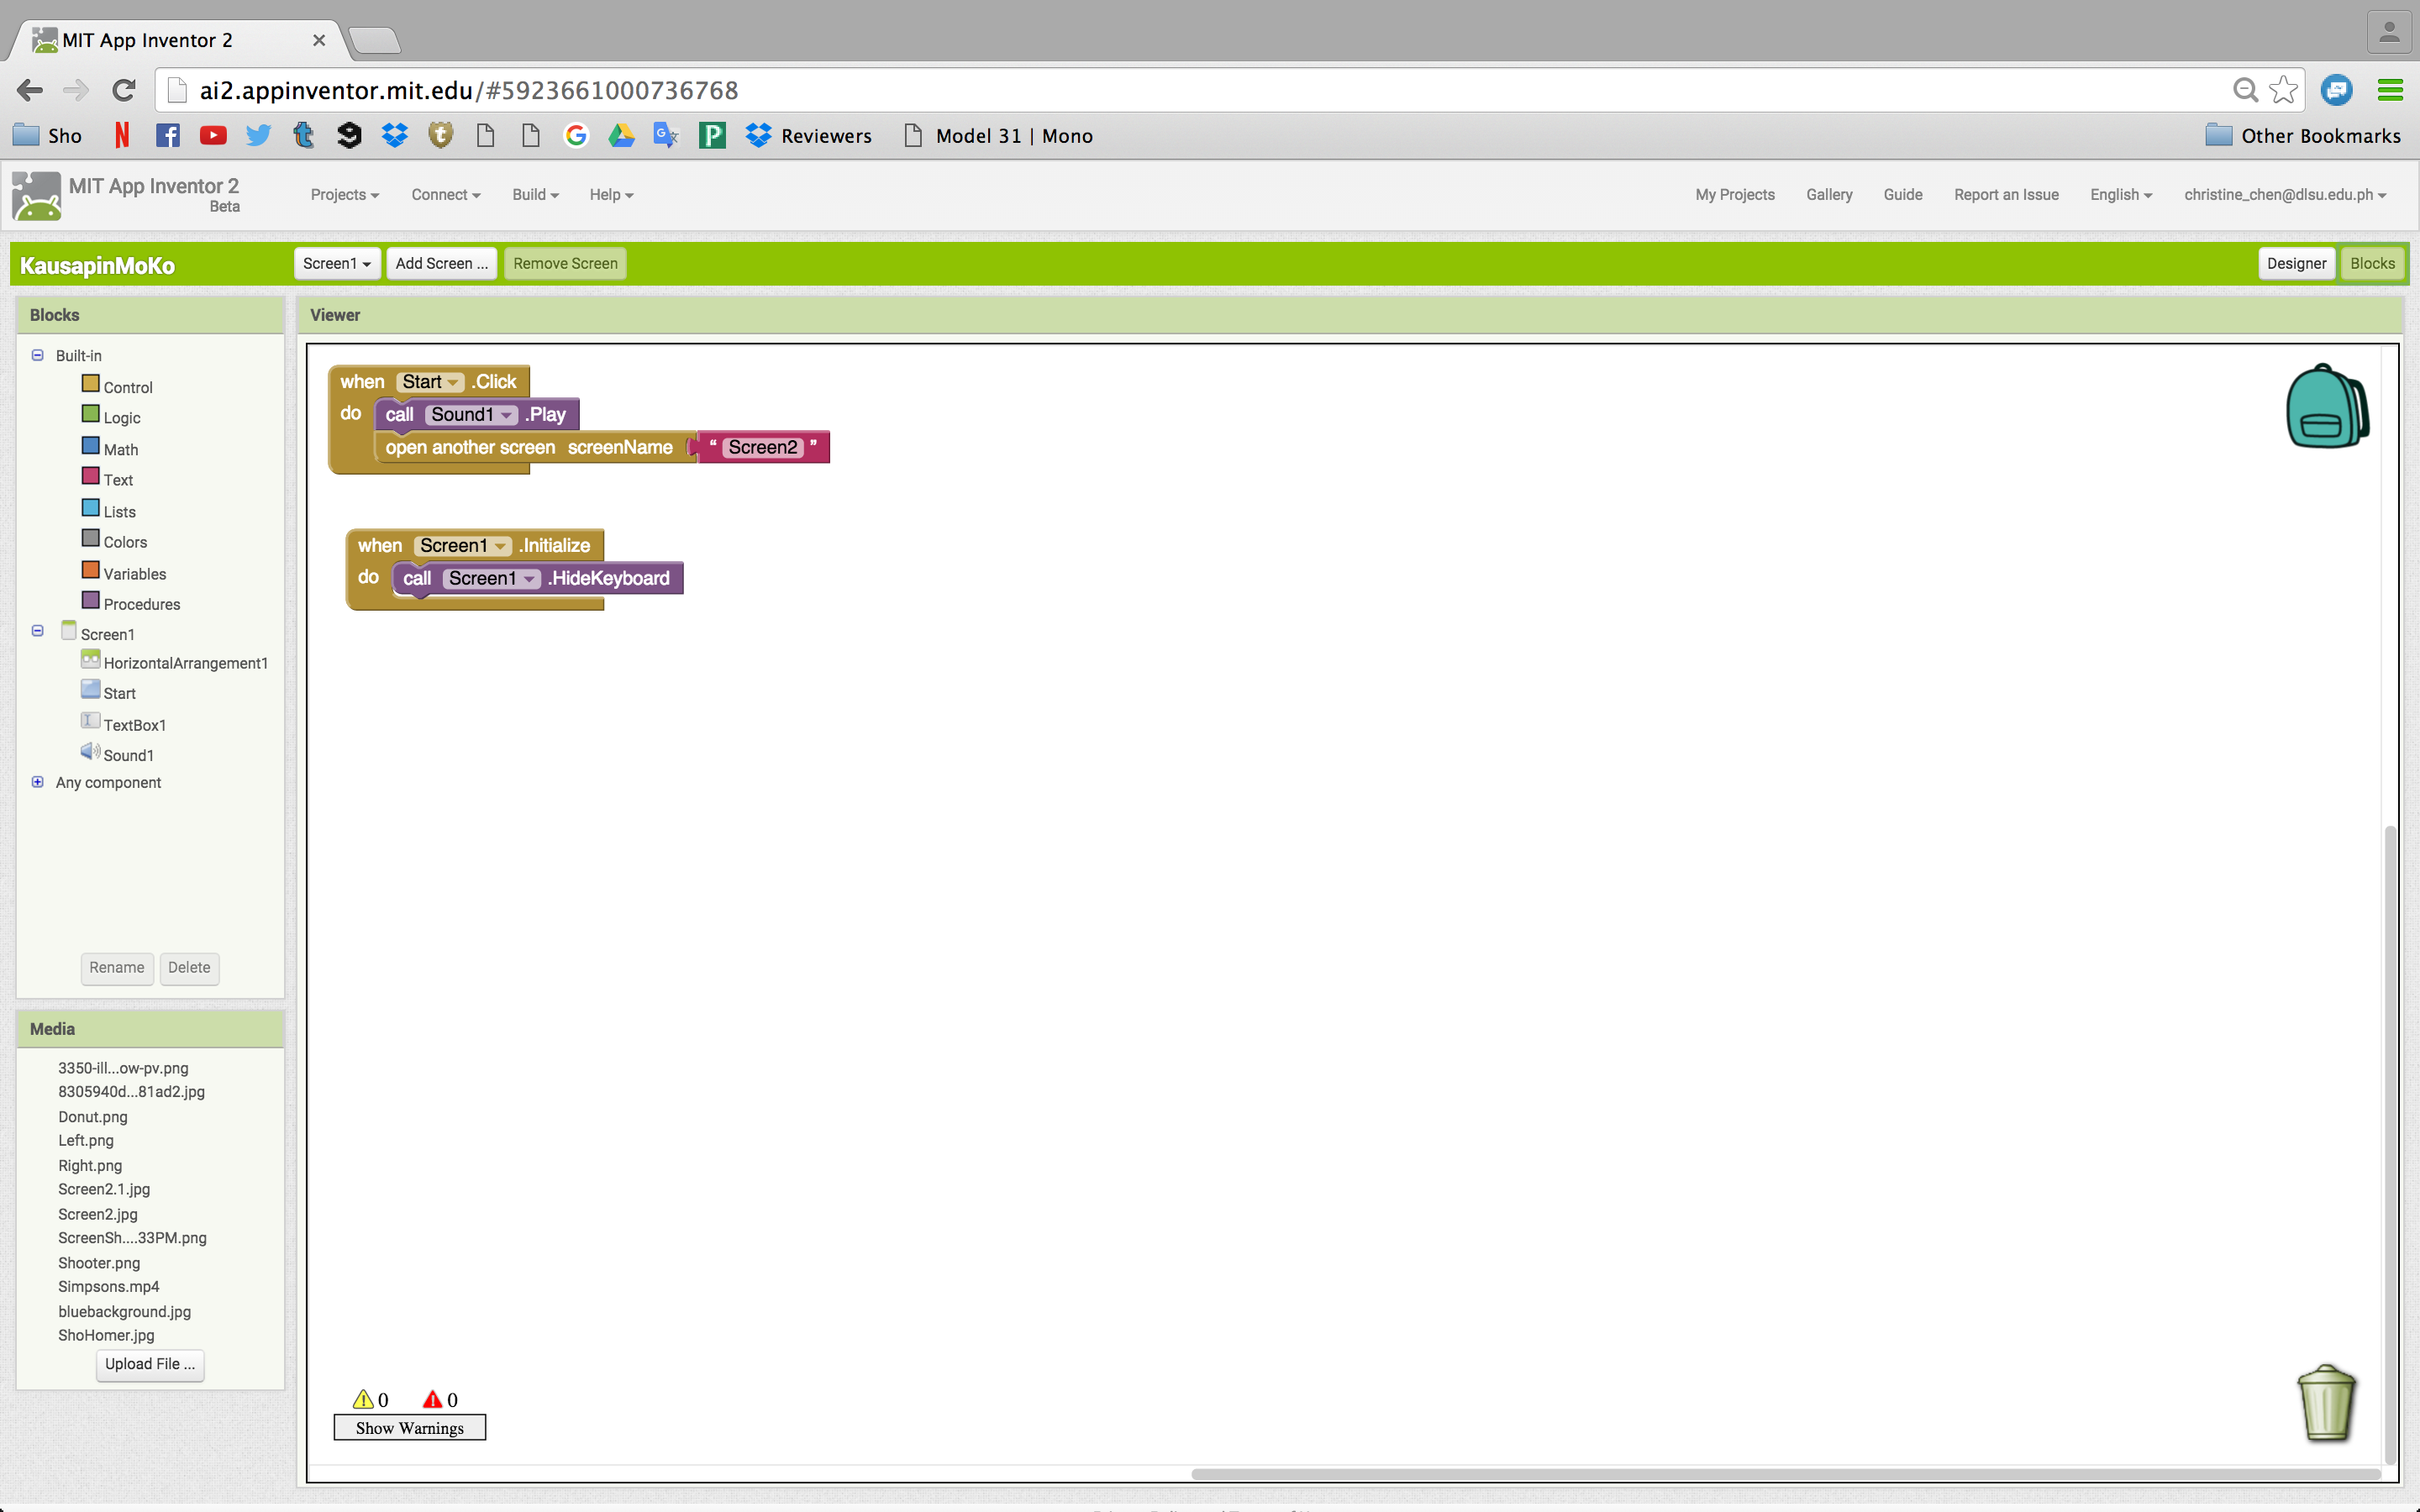 MIT App Inventor 2
ai2.appinventor.mit.edu/#5923661000736768
Sho
Reviewers
Model 31 | Mono
Other Bookmarks
MIT App Inventor 2
Beta
Projects
Connect
Build
Help
My Projects
Gallery
Guide
Report an Issue
English
christine_chen@dlsu.edu.ph
KausapinMoKo
Screen1
Add Screen ...
Remove Screen
Designer
Blocks
Blocks
Built-in
Control
Logic
Math
Text
Lists
Colors
Variables
Procedures
Screen1
HorizontalArrangement1
Start
TextBox1
Sound1
Any component
Rename
Delete
Media
3350-ill...ow-pv.png
8305940d...81ad2.jpg
Donut.png
Left.png
Right.png
Screen2.1.jpg
Screen2.jpg
ScreenSh....33PM.png
Shooter.png
Simpsons.mp4
bluebackground.jpg
ShoHomer.jpg
Upload File ...
Viewer
when Start .Click
do call Sound1 .Play
open another screen screenName " Screen2 "
when Screen1 .Initialize
do call Screen1 .HideKeyboard
0 0
Show Warnings